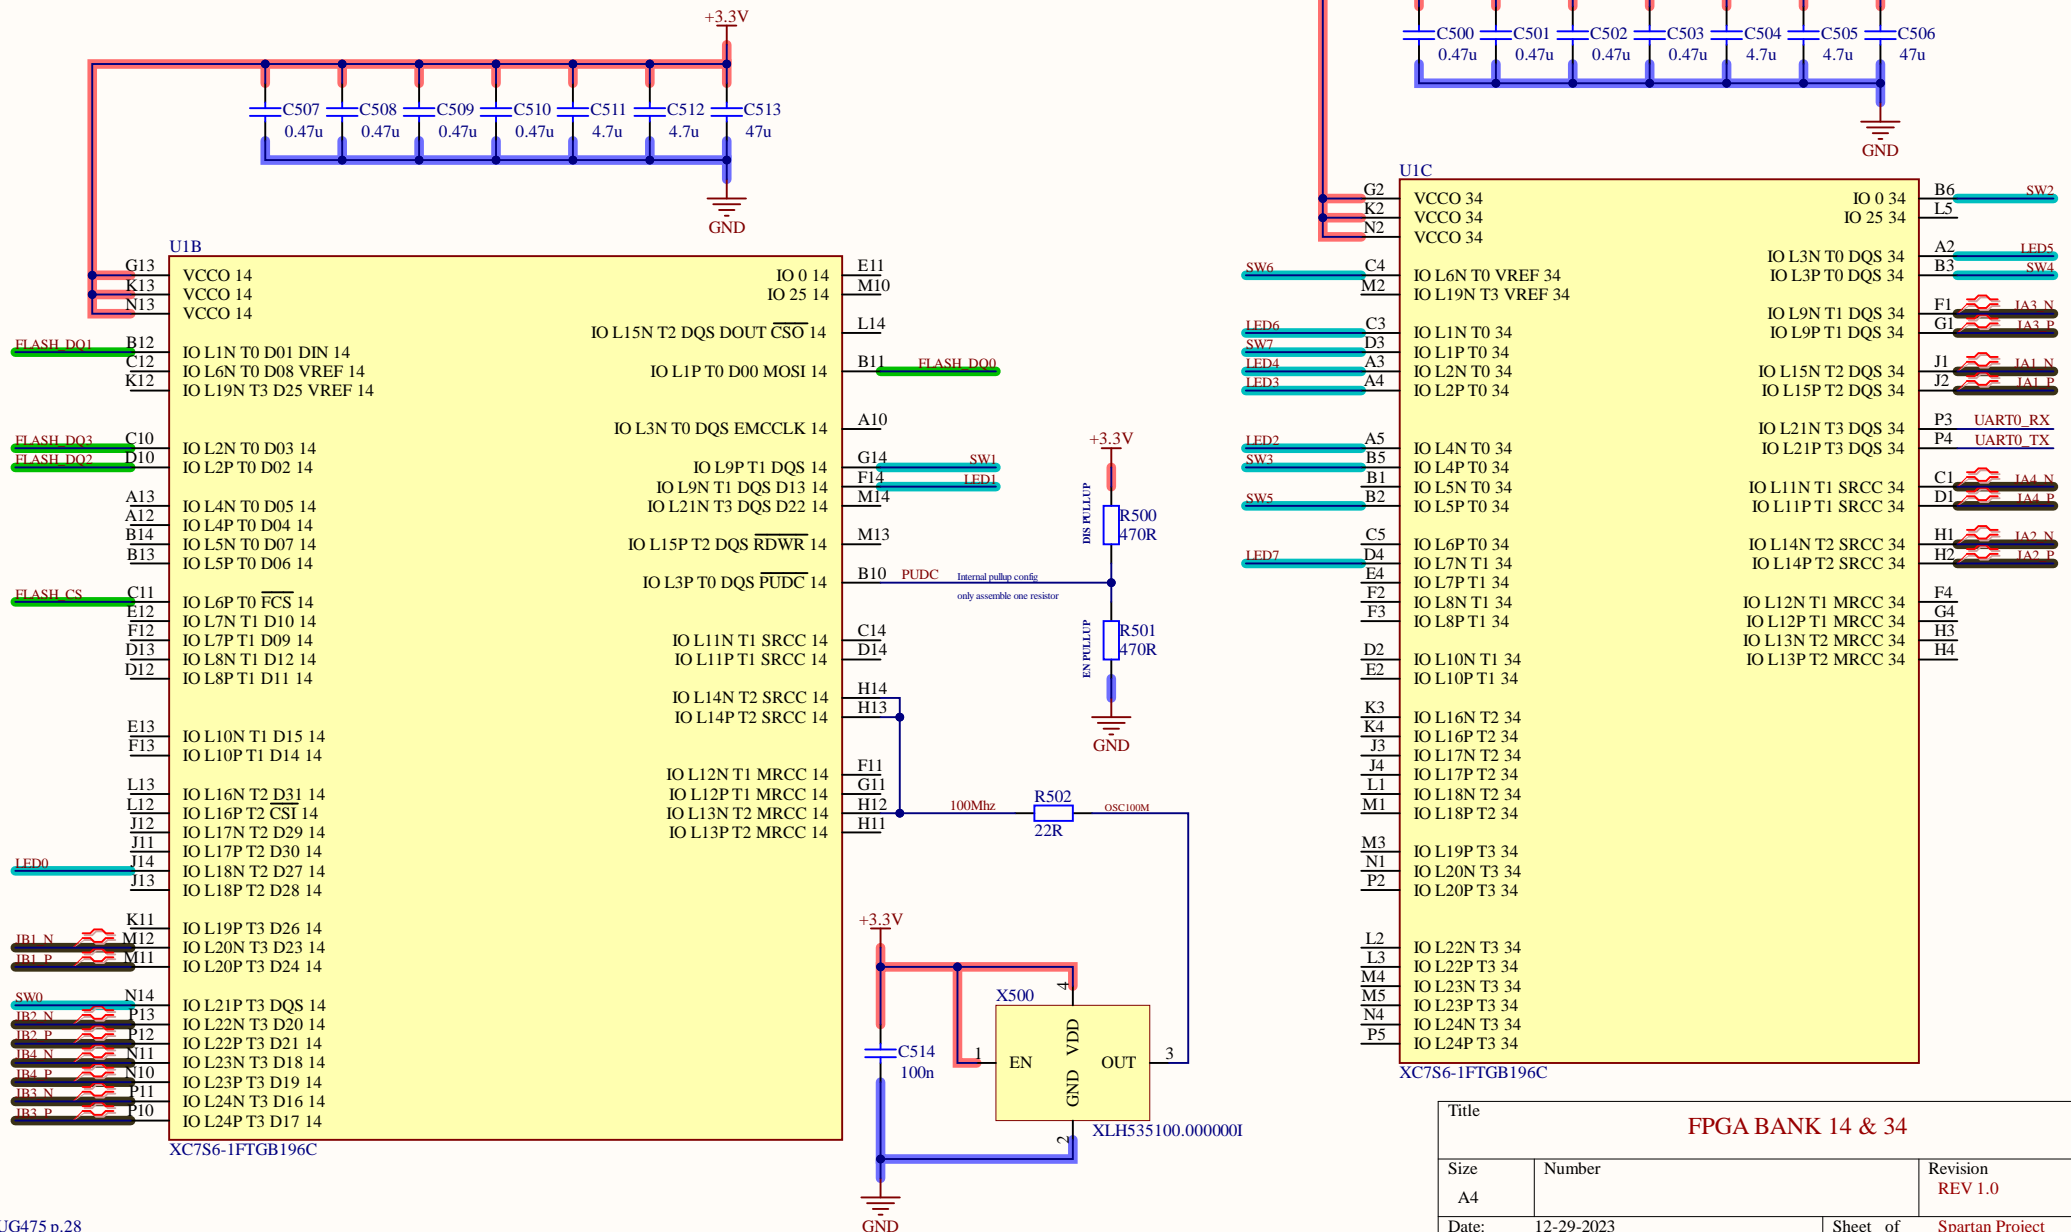 +3.3V
C507
0.47u
C508
0.47u
C509
0.47u
C510
0.47u
C511
4.7u
C512
4.7u
C513
47u
GND
C500
0.47u
C501
0.47u
C502
0.47u
C503
0.47u
C504
4.7u
C505
4.7u
C506
47u
GND
U1B
G13 VCCO 14
K13 VCCO 14
N13 VCCO 14
FLASH_DQ1 B12 IO L1N T0 D01 DIN 14
C12 IO L6N T0 D08 VREF 14
K12 IO L19N T3 D25 VREF 14
FLASH_DQ3 C10 IO L2N T0 D03 14
FLASH_DQ2 D10 IO L2P T0 D02 14
A13 IO L4N T0 D05 14
A12 IO L4P T0 D04 14
B14 IO L5N T0 D07 14
B13 IO L5P T0 D06 14
FLASH_CS C11 IO L6P T0 FCS 14
E12 IO L7N T1 D10 14
F12 IO L7P T1 D09 14
D13 IO L8N T1 D12 14
D12 IO L8P T1 D11 14
E13 IO L10N T1 D15 14
F13 IO L10P T1 D14 14
L13 IO L16N T2 D31 14
L12 IO L16P T2 CSI 14
J12 IO L17N T2 D29 14
J11 IO L17P T2 D30 14
LED0 J14 IO L18N T2 D27 14
J13 IO L18P T2 D28 14
K11 IO L19P T3 D26 14
JB1_N M12 IO L20N T3 D23 14
JB1_P M11 IO L20P T3 D24 14
SW0 N14 IO L21P T3 DQS 14
JB2_N P13 IO L22N T3 D20 14
JB2_P P12 IO L22P T3 D21 14
JB4_N N11 IO L23N T3 D18 14
JB4_P N10 IO L23P T3 D19 14
JB3_N P11 IO L24N T3 D16 14
JB3_P P10 IO L24P T3 D17 14
IO 0 14 E11
IO 25 14 M10
IO L15N T2 DQS DOUT CSO 14 L14
IO L1P T0 D00 MOSI 14 B11 FLASH_DQ0
IO L3N T0 DQS EMCCLK 14 A10
IO L9P T1 DQS 14 G14 SW1
IO L9N T1 DQS D13 14 F14 LED1
IO L21N T3 DQS D22 14 M14
IO L15P T2 DQS RDWR 14 M13
IO L3P T0 DQS PUDC 14 B10 PUDC
IO L11N T1 SRCC 14 C14
IO L11P T1 SRCC 14 D14
IO L14N T2 SRCC 14 H14
IO L14P T2 SRCC 14 H13
IO L12N T1 MRCC 14 F11
IO L12P T1 MRCC 14 G11
IO L13N T2 MRCC 14 H12 100Mhz
IO L13P T2 MRCC 14 H11
XC7S6-1FTGB196C
Internal pullup config
only assemble one resistor
+3.3V
DIS PULLUP
R500
470R
EN PULLUP
R501
470R
GND
R502
22R
OSC100M
+3.3V
C514
100n
X500
1 EN
4 VDD
2 GND
OUT 3
XLH535100.000000I
GND
U1C
G2 VCCO 34
K2 VCCO 34
N2 VCCO 34
SW6 C4 IO L6N T0 VREF 34
M2 IO L19N T3 VREF 34
LED6 C3 IO L1N T0 34
SW7 D3 IO L1P T0 34
LED4 A3 IO L2N T0 34
LED3 A4 IO L2P T0 34
LED2 A5 IO L4N T0 34
SW3 B5 IO L4P T0 34
B1 IO L5N T0 34
SW5 B2 IO L5P T0 34
C5 IO L6P T0 34
LED7 D4 IO L7N T1 34
E4 IO L7P T1 34
F2 IO L8N T1 34
F3 IO L8P T1 34
D2 IO L10N T1 34
E2 IO L10P T1 34
K3 IO L16N T2 34
K4 IO L16P T2 34
J3 IO L17N T2 34
J4 IO L17P T2 34
L1 IO L18N T2 34
M1 IO L18P T2 34
M3 IO L19P T3 34
N1 IO L20N T3 34
P2 IO L20P T3 34
L2 IO L22N T3 34
L3 IO L22P T3 34
M4 IO L23N T3 34
M5 IO L23P T3 34
N4 IO L24N T3 34
P5 IO L24P T3 34
IO 0 34 B6 SW2
IO 25 34 L5
IO L3N T0 DQS 34 A2 LED5
IO L3P T0 DQS 34 B3 SW4
IO L9N T1 DQS 34 F1 JA3_N
IO L9P T1 DQS 34 G1 JA3_P
IO L15N T2 DQS 34 J1 JA1_N
IO L15P T2 DQS 34 J2 JA1_P
IO L21N T3 DQS 34 P3 UART0_RX
IO L21P T3 DQS 34 P4 UART0_TX
IO L11N T1 SRCC 34 C1 JA4_N
IO L11P T1 SRCC 34 D1 JA4_P
IO L14N T2 SRCC 34 H1 JA2_N
IO L14P T2 SRCC 34 H2 JA2_P
IO L12N T1 MRCC 34 F4
IO L12P T1 MRCC 34 G4
IO L13N T2 MRCC 34 H3
IO L13P T2 MRCC 34 H4
XC7S6-1FTGB196C
Title
FPGA BANK 14 & 34
Size
A4
Number
Revision
REV 1.0
Date: 12-29-2023
Sheet of
Spartan Project
UG475 p.28